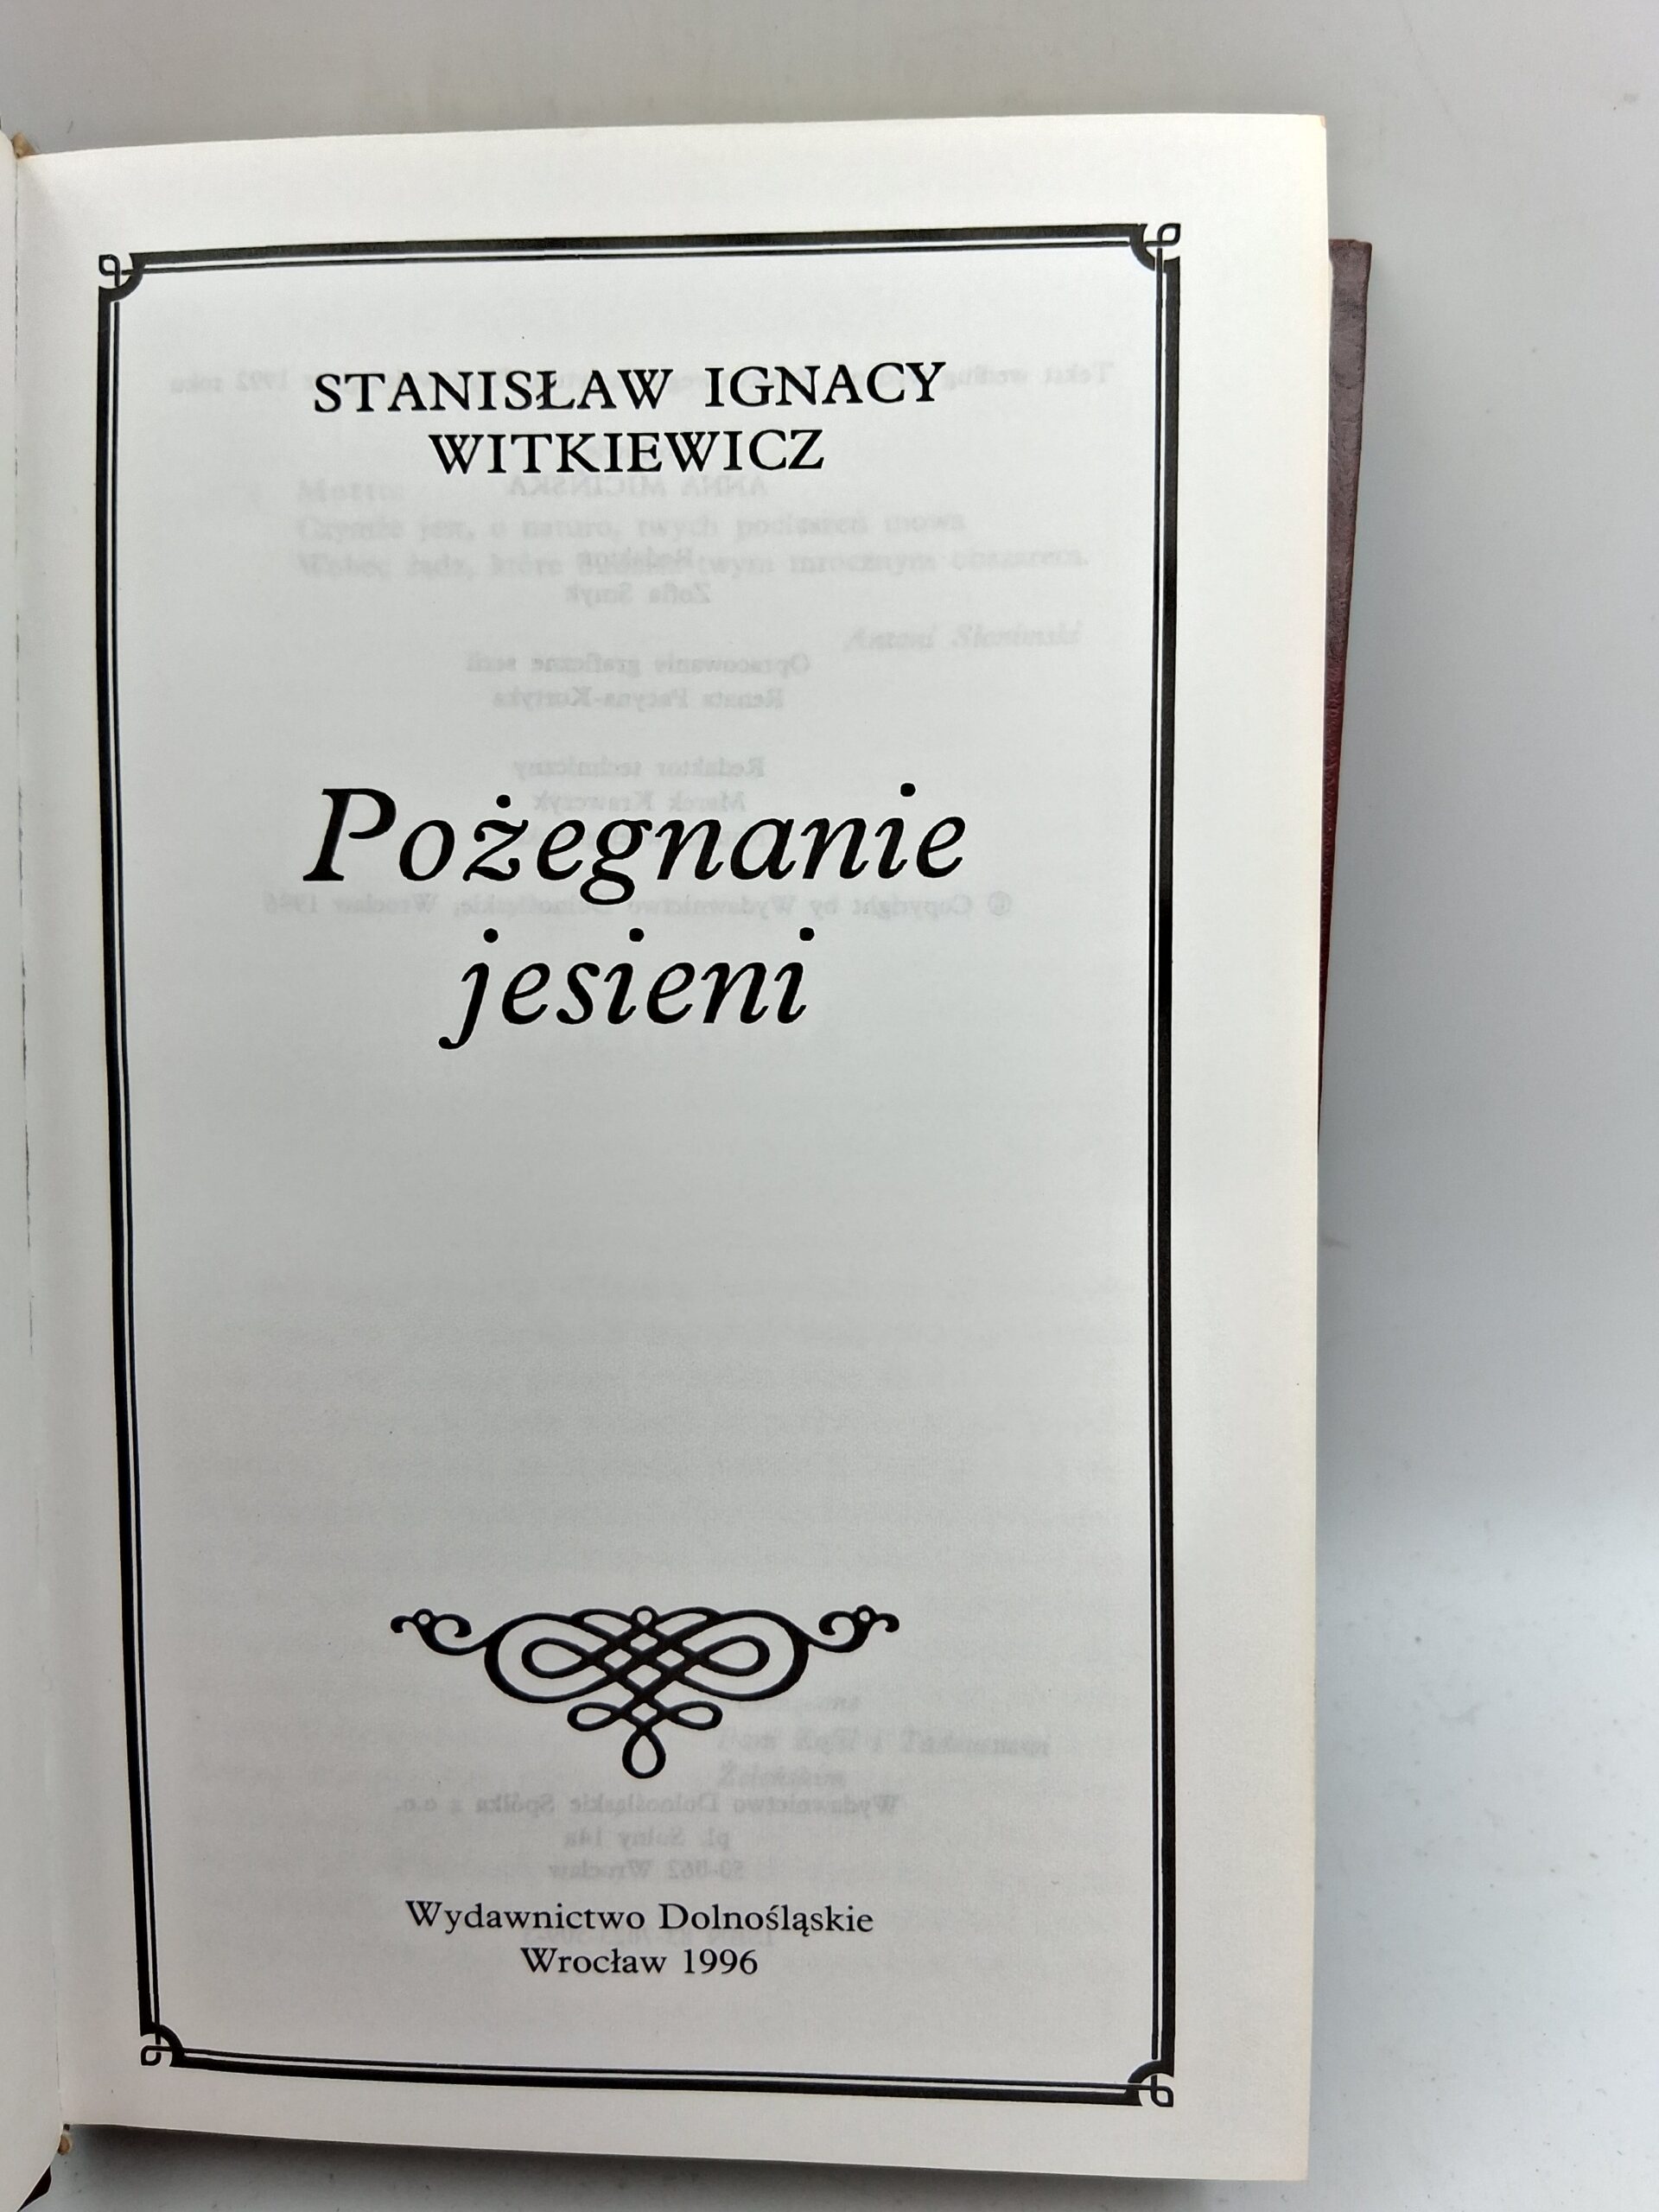 STANISŁAW IGNACY
WITKIEWICZ
Pożegnanie
jesieni
Wydawnictwo Dolnośląskie
Wrocław 1996